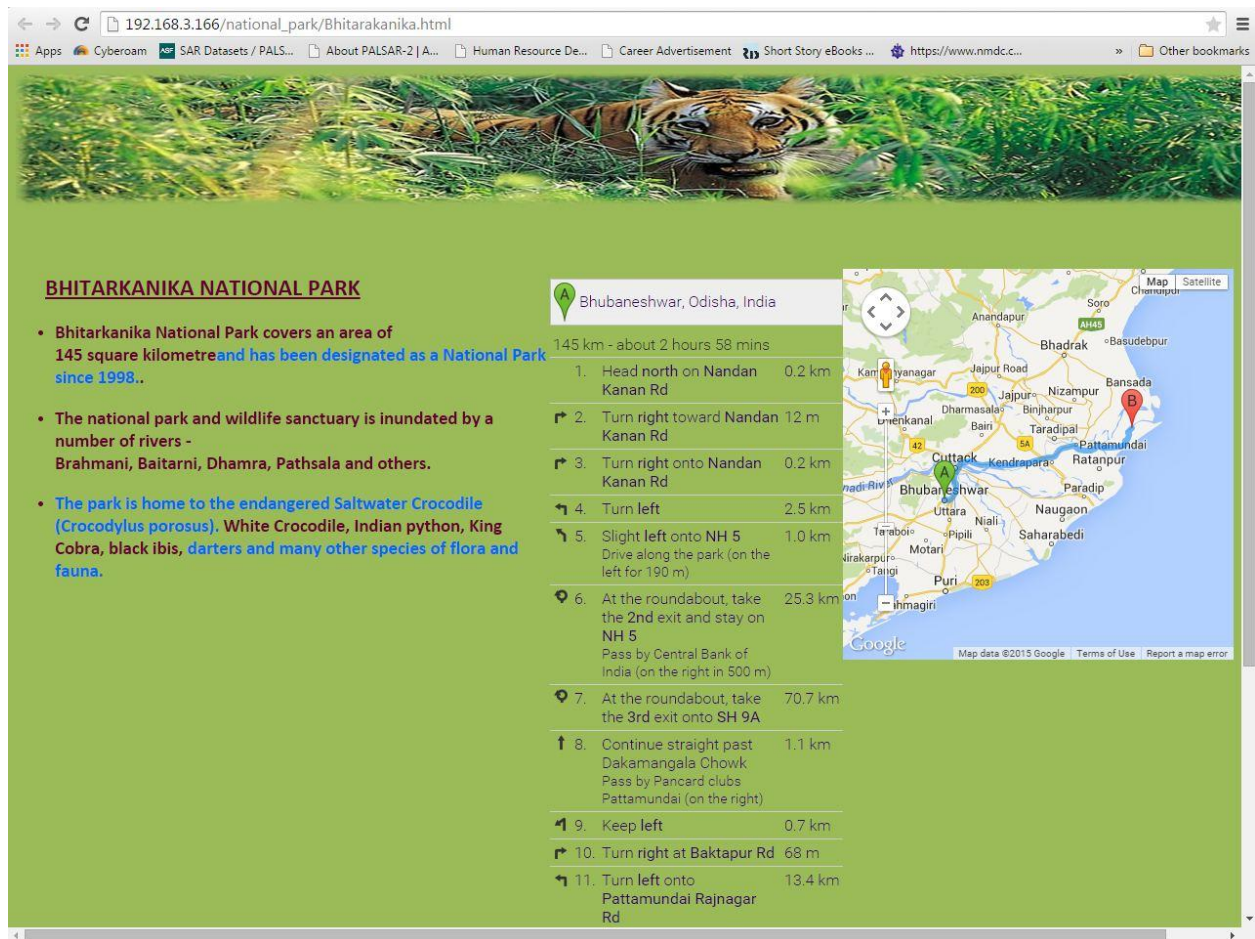 192.168.3.166/national_park/Bhitarakanika.html
Apps Cyberoam ASF SAR Datasets / PALS... About PALSAR-2 | A... Human Resource De... Career Advertisement Short Story eBooks ... https://www.nmdc.c... » Other bookmarks
BHITARKANIKA NATIONAL PARK
• Bhitarkanika National Park covers an area of
145 square kilometreand has been designated as a National Park
since 1998..
• The national park and wildlife sanctuary is inundated by a
number of rivers -
Brahmani, Baitarni, Dhamra, Pathsala and others.
• The park is home to the endangered Saltwater Crocodile
(Crocodylus porosus). White Crocodile, Indian python, King
Cobra, black ibis, darters and many other species of flora and
fauna.
A Bhubaneshwar, Odisha, India
145 km - about 2 hours 58 mins
1. Head north on Nandan 0.2 km
Kanan Rd
2. Turn right toward Nandan 12 m
Kanan Rd
3. Turn right onto Nandan 0.2 km
Kanan Rd
4. Turn left 2.5 km
5. Slight left onto NH 5 1.0 km
Drive along the park (on the
left for 190 m)
6. At the roundabout, take 25.3 km
the 2nd exit and stay on
NH 5
Pass by Central Bank of
India (on the right in 500 m)
7. At the roundabout, take 70.7 km
the 3rd exit onto SH 9A
8. Continue straight past 1.1 km
Dakamangala Chowk
Pass by Pancard clubs
Pattamundai (on the right)
9. Keep left 0.7 km
10. Turn right at Baktapur Rd 68 m
11. Turn left onto 13.4 km
Pattamundai Rajnagar
Rd
Map Satellite
Soro
Anandapur
AH45
Bhadrak Basudebpur
Jajpur Road
200 Jajpur Nizampur Bansada
Dharmasala Binjharpur B
Bairi Taradipal
42 5A Pattamundai
Cuttack Kendrapara Ratanpur
A
Bhubaneshwar Paradip
Uttara Niali Naugaon
Pipili Saharabedi
Motari
Tangi
Puri 203
Google
Map data ©2015 Google Terms of Use Report a map error